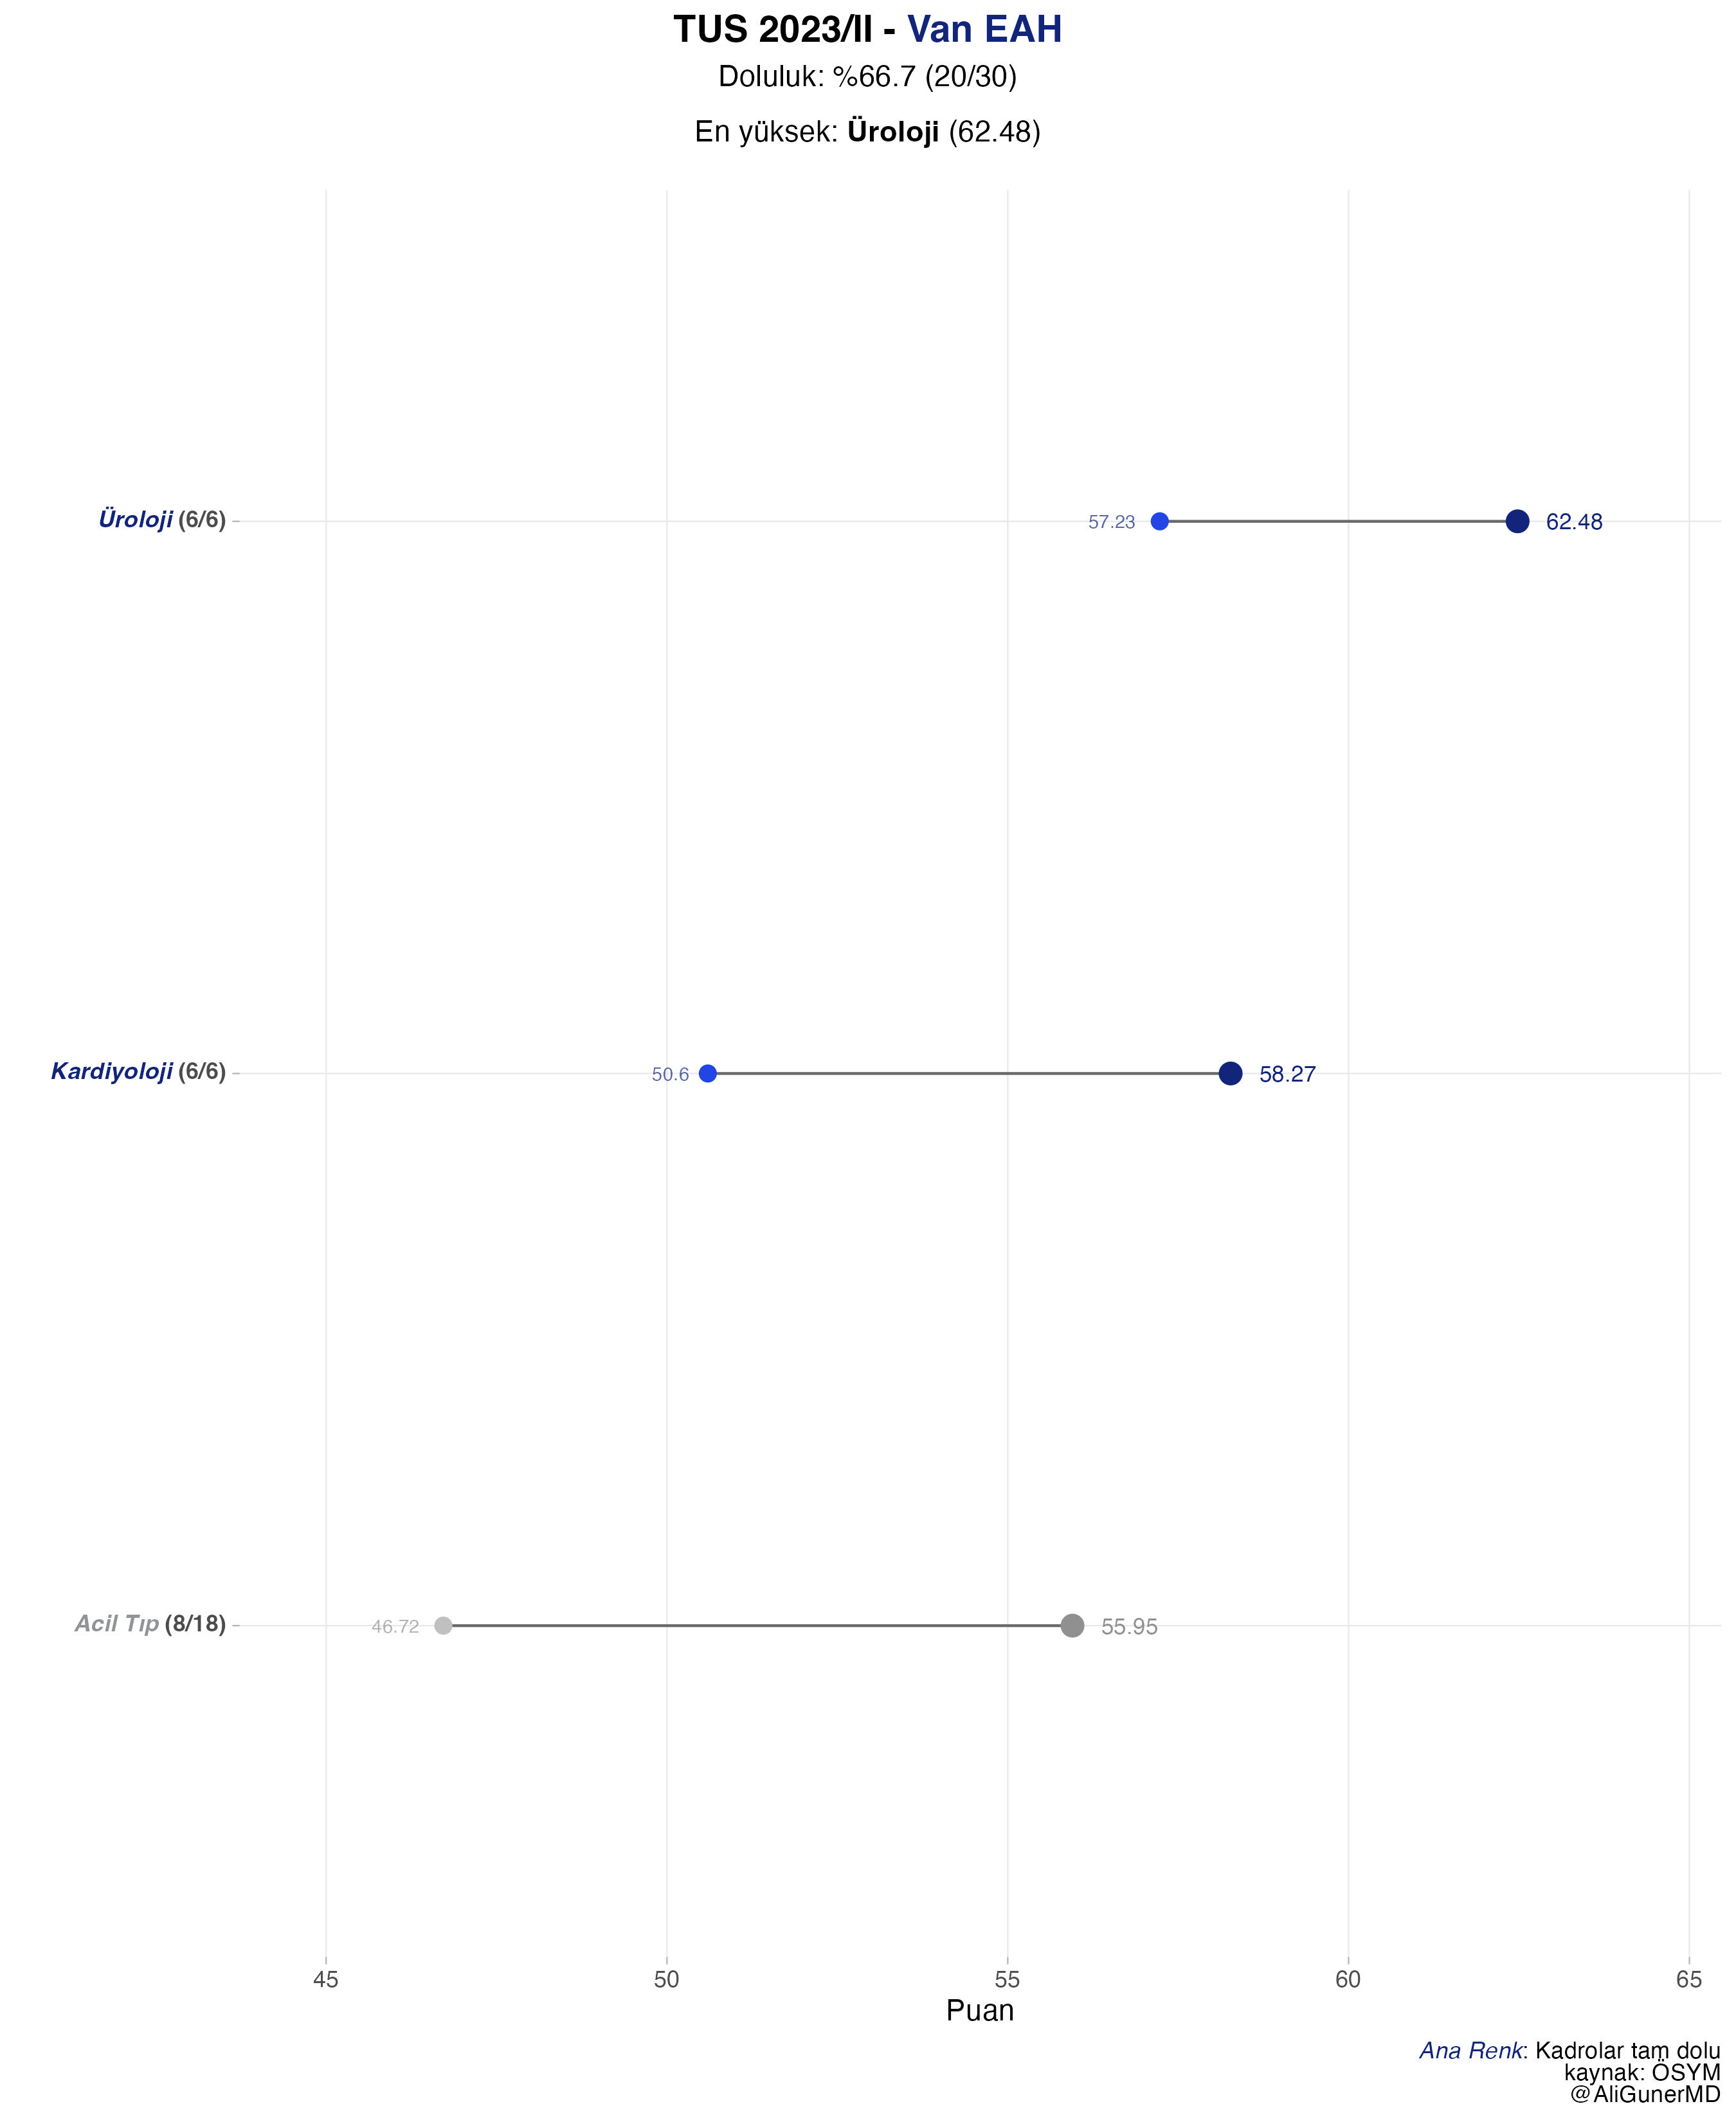 TUS 2023/II - Van EAH
Doluluk: %66.7 (20/30)
En yüksek: Üroloji (62.48)
Üroloji (6/6)
57.23
62.48
Kardiyoloji (6/6)
50.6
58.27
Acil Tıp (8/18)
46.72
55.95
45
50
55
60
65
Puan
Ana Renk: Kadrolar tam dolu
kaynak: ÖSYM
@AliGunerMD